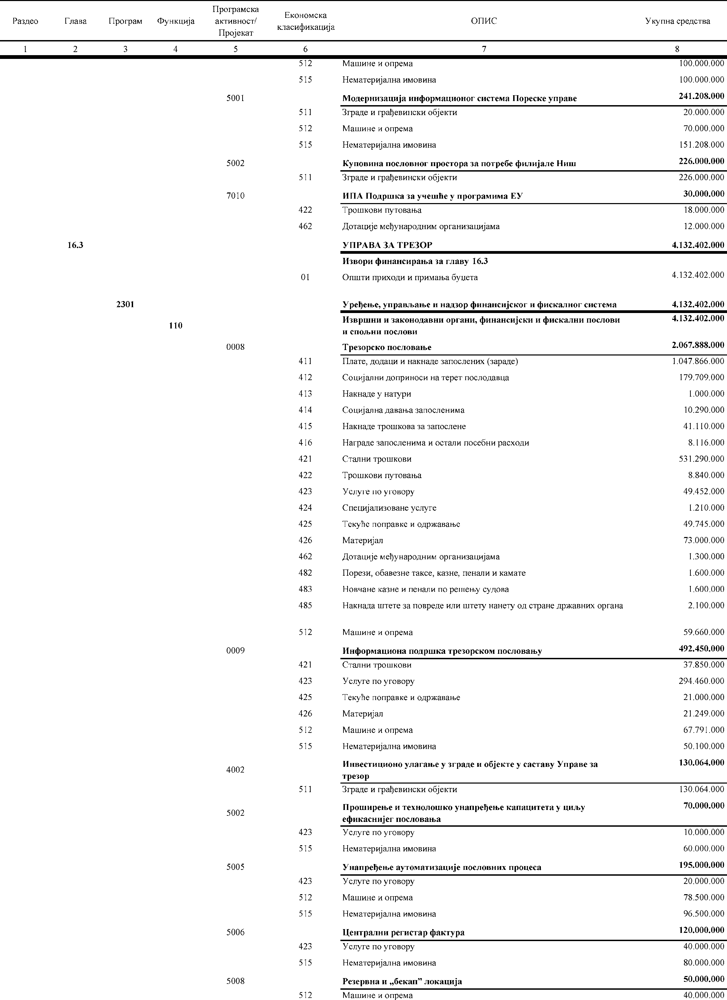 Раздео Глава Програм Функција Програмска активност/ Пројекат Економска класификација ОПИС Укупна средства
1 2 3 4 5 6 7 8
512 Машине и опрема 100.000.000
515 Нематеријална имовина 100.000.000
5001 Модернизација информационог система Пореске управе 241.208.000
511 Зграде и грађевински објекти 20.000.000
512 Машине и опрема 70.000.000
515 Нематеријална имовина 151.208.000
5002 Куповина пословног простора за потребе филијале Ниш 226.000.000
511 Зграде и грађевински објекти 226.000.000
7010 ИПА Подршка за учешће у програмима ЕУ 30.000.000
422 Трошкови путовања 18.000.000
462 Дотације међународним организацијама 12.000.000
16.3 УПРАВА ЗА ТРЕЗОР 4.132.402.000
Извори финансирања за главу 16.3
01 Општи приходи и примања буџета 4.132.402.000
2301 Уређење, управљање и надзор финансијског и фискалног система 4.132.402.000
110 Извршни и законодавни органи, финансијски и фискални послови 4.132.402.000
и спољни послови
0008 Трезорско пословање 2.067.888.000
411 Плате, додаци и накнаде запослених (зараде) 1.047.866.000
412 Социјални доприноси на терет послодавца 179.709.000
413 Накнаде у натури 1.000.000
414 Социјална давања запосленима 10.290.000
415 Накнаде трошкова за запослене 41.110.000
416 Награде запосленима и остали посебни расходи 8.116.000
421 Стални трошкови 531.290.000
422 Трошкови путовања 8.840.000
423 Услуге по уговору 49.452.000
424 Специјализоване услуге 1.210.000
425 Текуће поправке и одржавање 49.745.000
426 Материјал 73.000.000
462 Дотације међународним организацијама 1.300.000
482 Порези, обавезне таксе, казне, пенали и камате 1.600.000
483 Новчане казне и пенали по решењу судова 1.600.000
485 Накнада штете за повреде или штету нанету од стране државних органа 2.100.000
512 Машине и опрема 59.660.000
0009 Информациона подршка трезорском пословању 492.450.000
421 Стални трошкови 37.850.000
423 Услуге по уговору 294.460.000
425 Текуће поправке и одржавање 21.000.000
426 Материјал 21.249.000
512 Машине и опрема 67.791.000
515 Нематеријална имовина 50.100.000
4002 Инвестиционо улагање у зграде и објекте у саставу Управе за 130.064.000
трезор
511 Зграде и грађевински објекти 130.064.000
5002 Проширење и технолошко унапређење капацитета у циљу 70.000.000
ефикаснијег пословања
423 Услуге по уговору 10.000.000
515 Нематеријална имовина 60.000.000
5005 Унапређење аутоматизације пословних процеса 195.000.000
423 Услуге по уговору 20.000.000
512 Машине и опрема 78.500.000
515 Нематеријална имовина 96.500.000
5006 Централни регистар фактура 120.000.000
423 Услуге по уговору 40.000.000
515 Нематеријална имовина 80.000.000
5008 Резервна и „бекап” локација 50.000.000
512 Машине и опрема 40.000.000